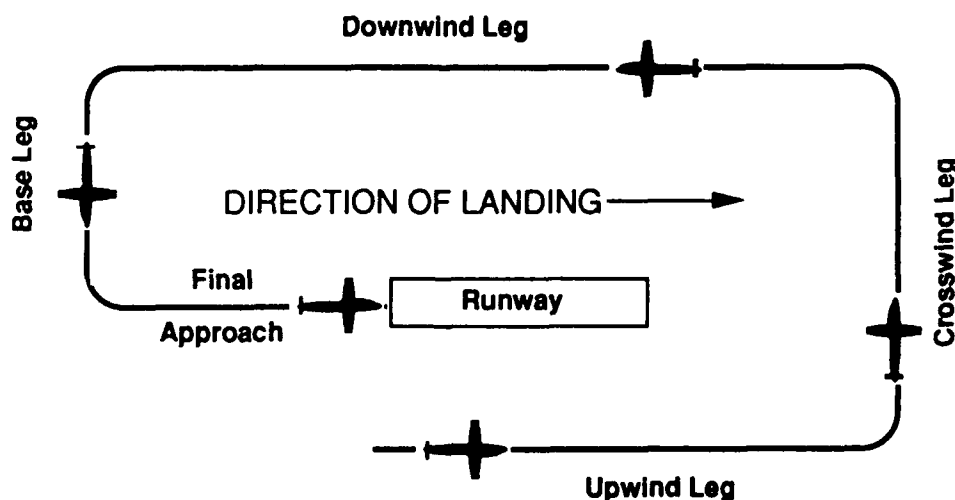 Downwind Leg
Base Leg
DIRECTION OF LANDING
Crosswind Leg
Final
Approach
Runway
Upwind Leg